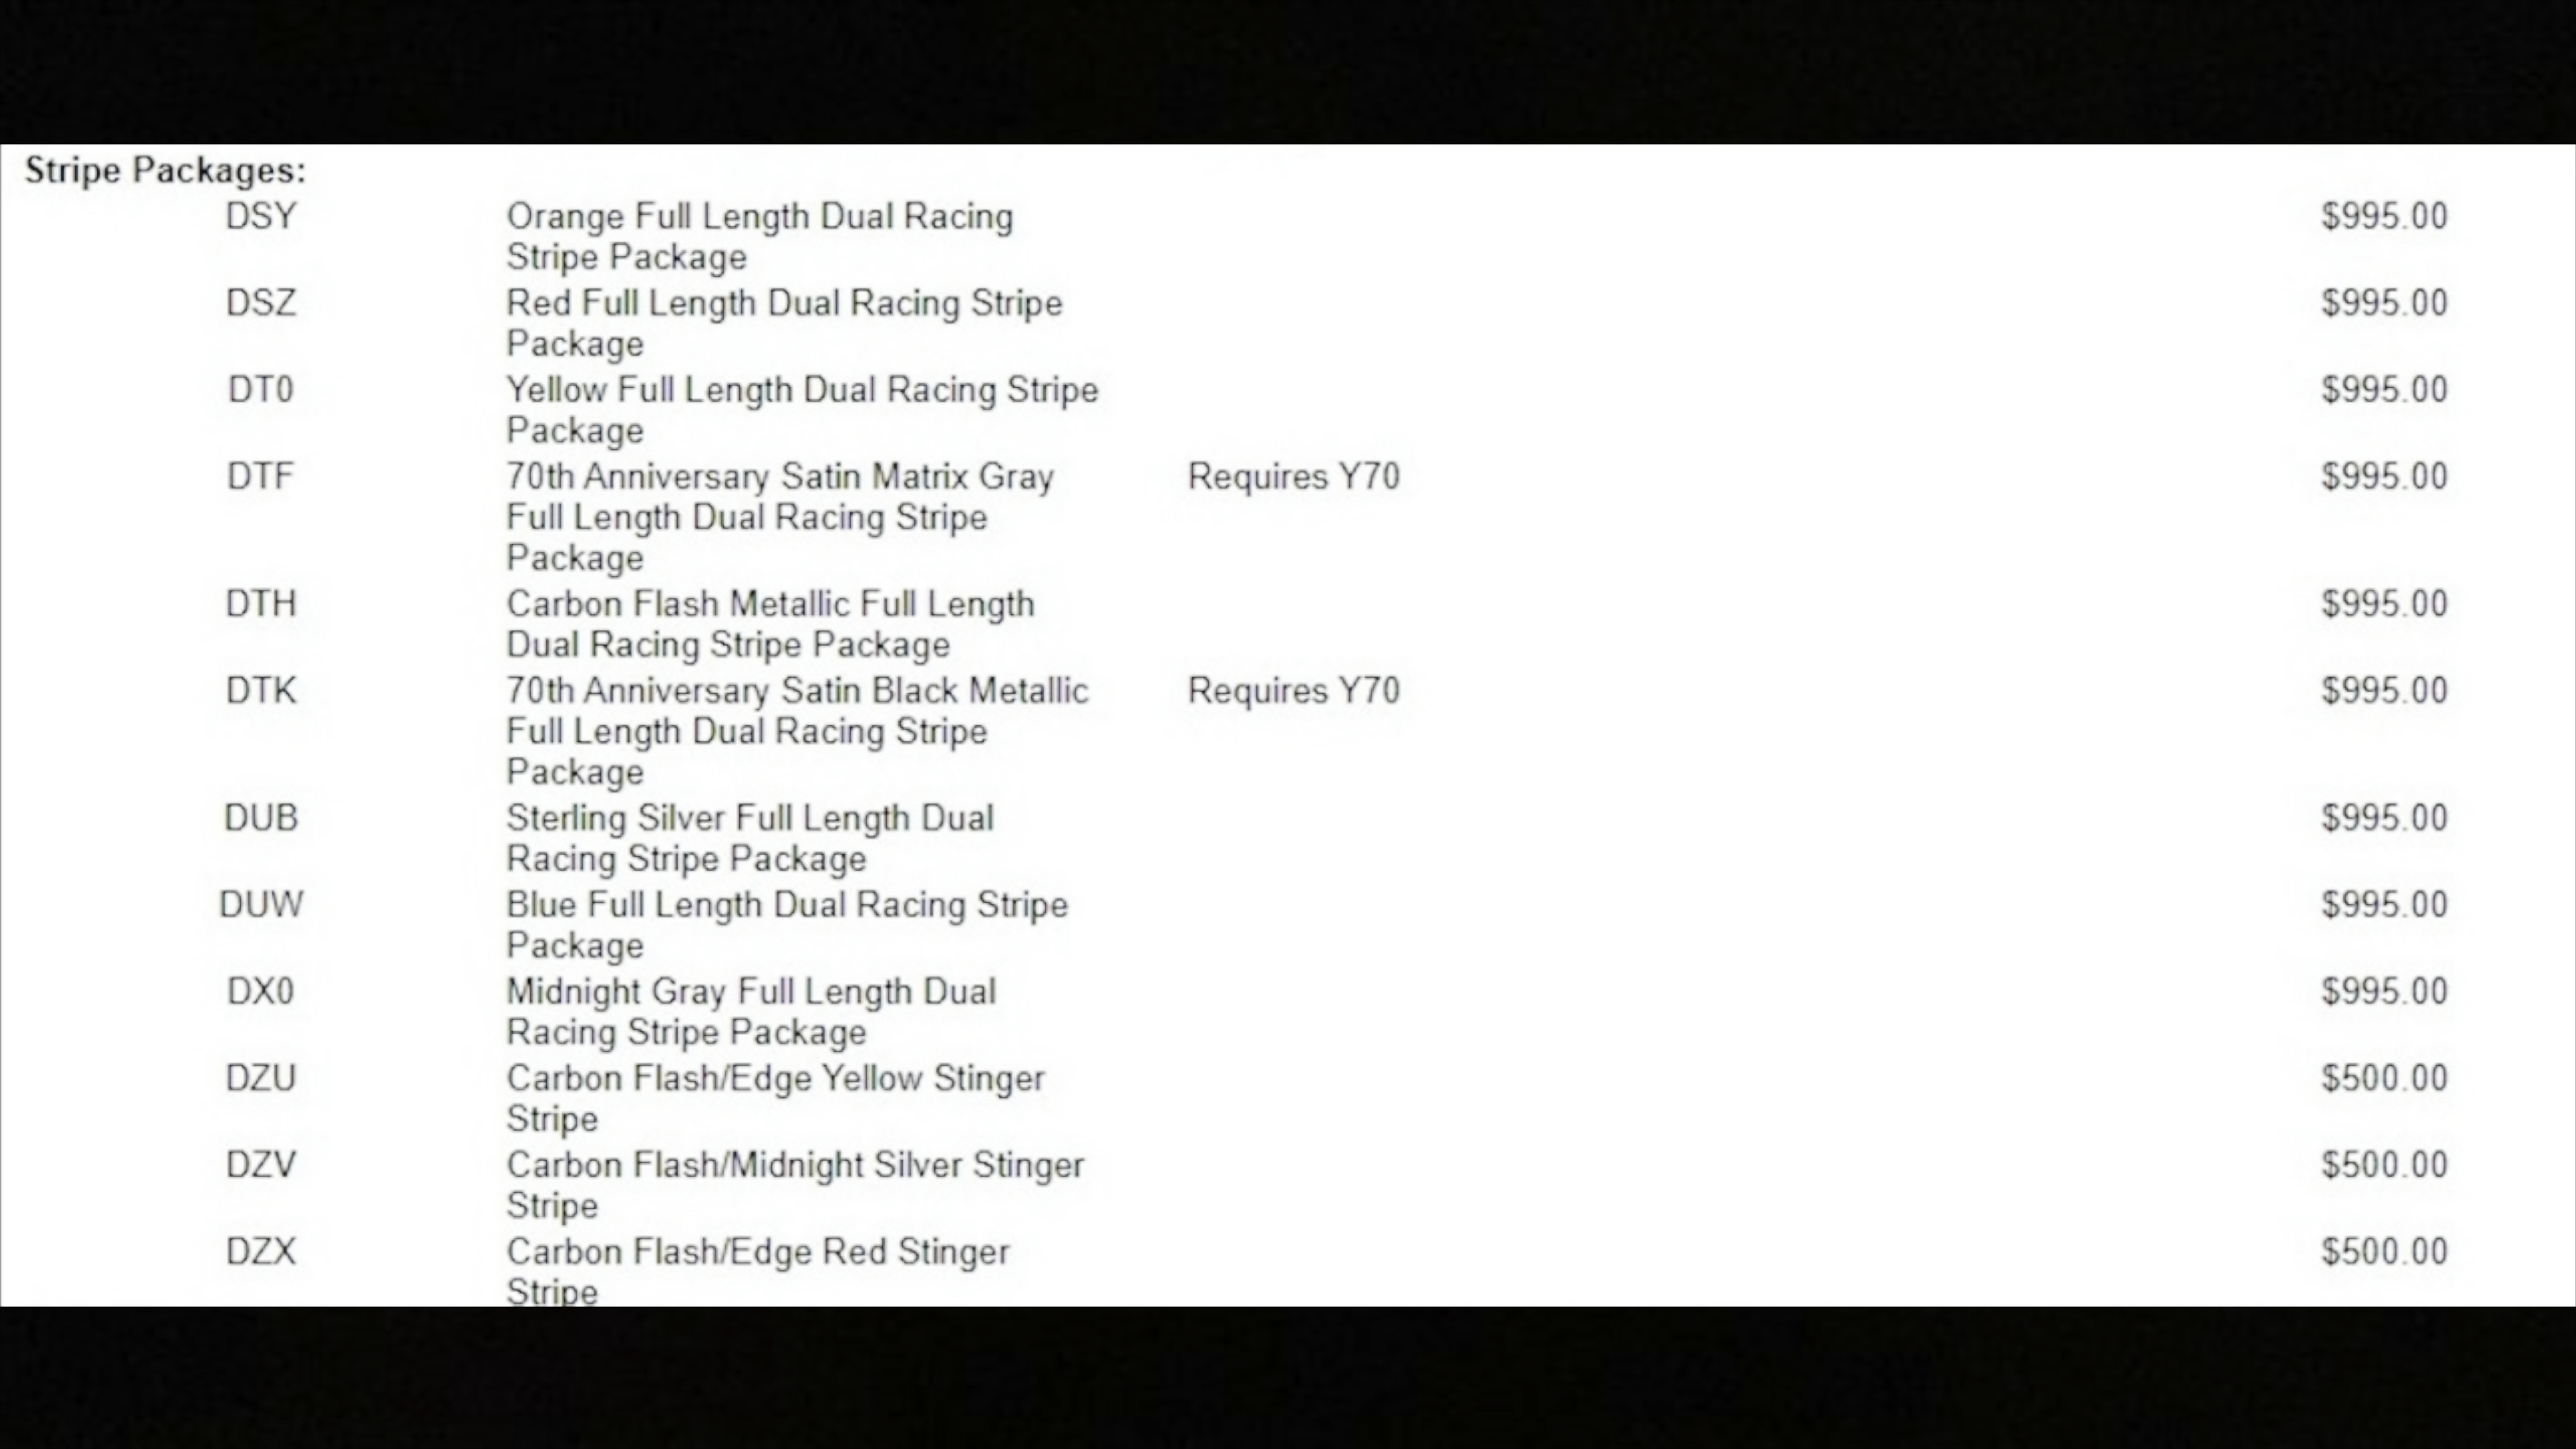 Stripe Packages:
DSY Orange Full Length Dual Racing $995.00
Stripe Package
DSZ Red Full Length Dual Racing Stripe $995.00
Package
DT0 Yellow Full Length Dual Racing Stripe $995.00
Package
DTF 70th Anniversary Satin Matrix Gray Requires Y70 $995.00
Full Length Dual Racing Stripe
Package
DTH Carbon Flash Metallic Full Length $995.00
Dual Racing Stripe Package
DTK 70th Anniversary Satin Black Metallic Requires Y70 $995.00
Full Length Dual Racing Stripe
Package
DUB Sterling Silver Full Length Dual $995.00
Racing Stripe Package
DUW Blue Full Length Dual Racing Stripe $995.00
Package
DX0 Midnight Gray Full Length Dual $995.00
Racing Stripe Package
DZU Carbon Flash/Edge Yellow Stinger $500.00
Stripe
DZV Carbon Flash/Midnight Silver Stinger $500.00
Stripe
DZX Carbon Flash/Edge Red Stinger $500.00
Stripe